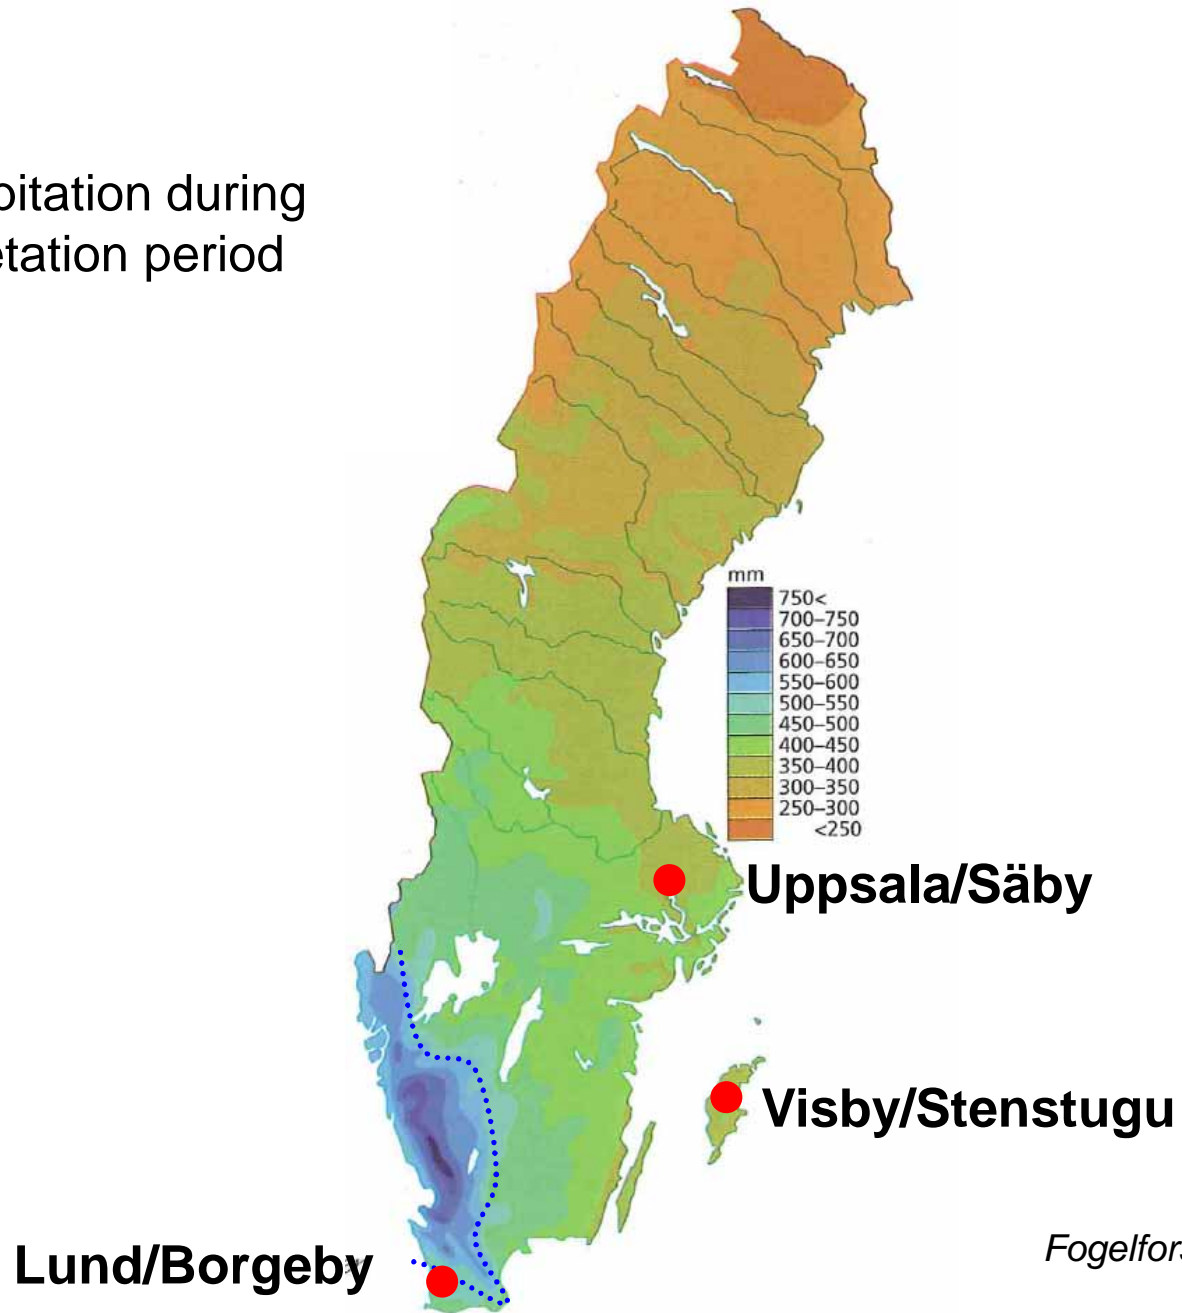 pitation during
etation period
mm
750<
700–750
650–700
600–650
550–600
500–550
450–500
400–450
350–400
300–350
250–300
<250
Uppsala/Säby
Visby/Stenstugu
Lund/Borgeby
Fogelfors